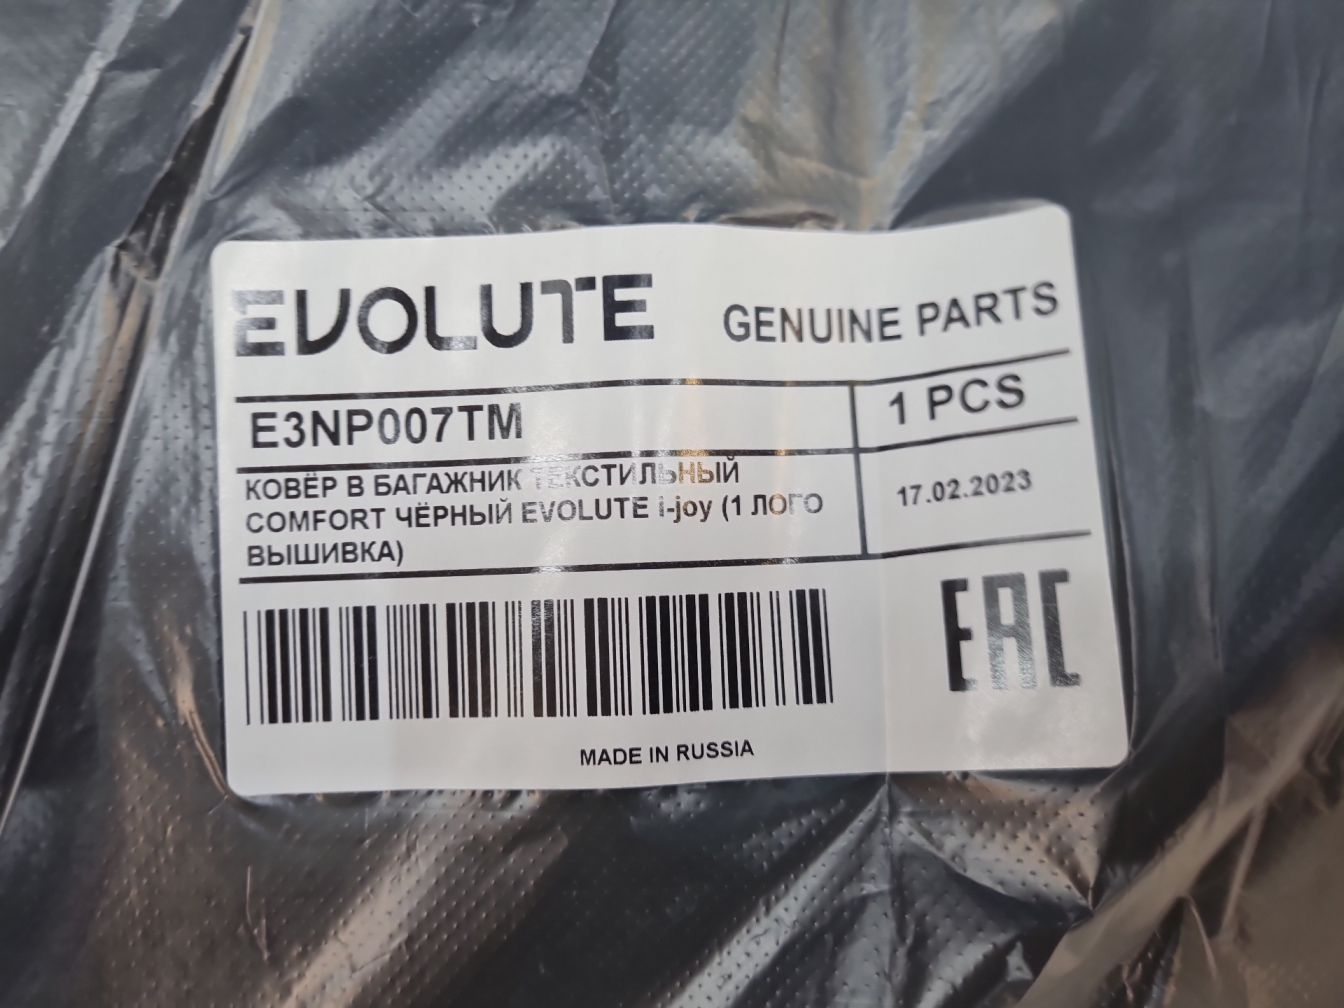 EVOLUTE
GENUINE PARTS
E3NP007TM
1 PCS
КОВЁР В БАГАЖНИК ТЕКСТИЛЬНЫЙ
COMFORT ЧЁРНЫЙ EVOLUTE i-joy (1 ЛОГО
ВЫШИВКА)
17.02.2023
EAC
MADE IN RUSSIA